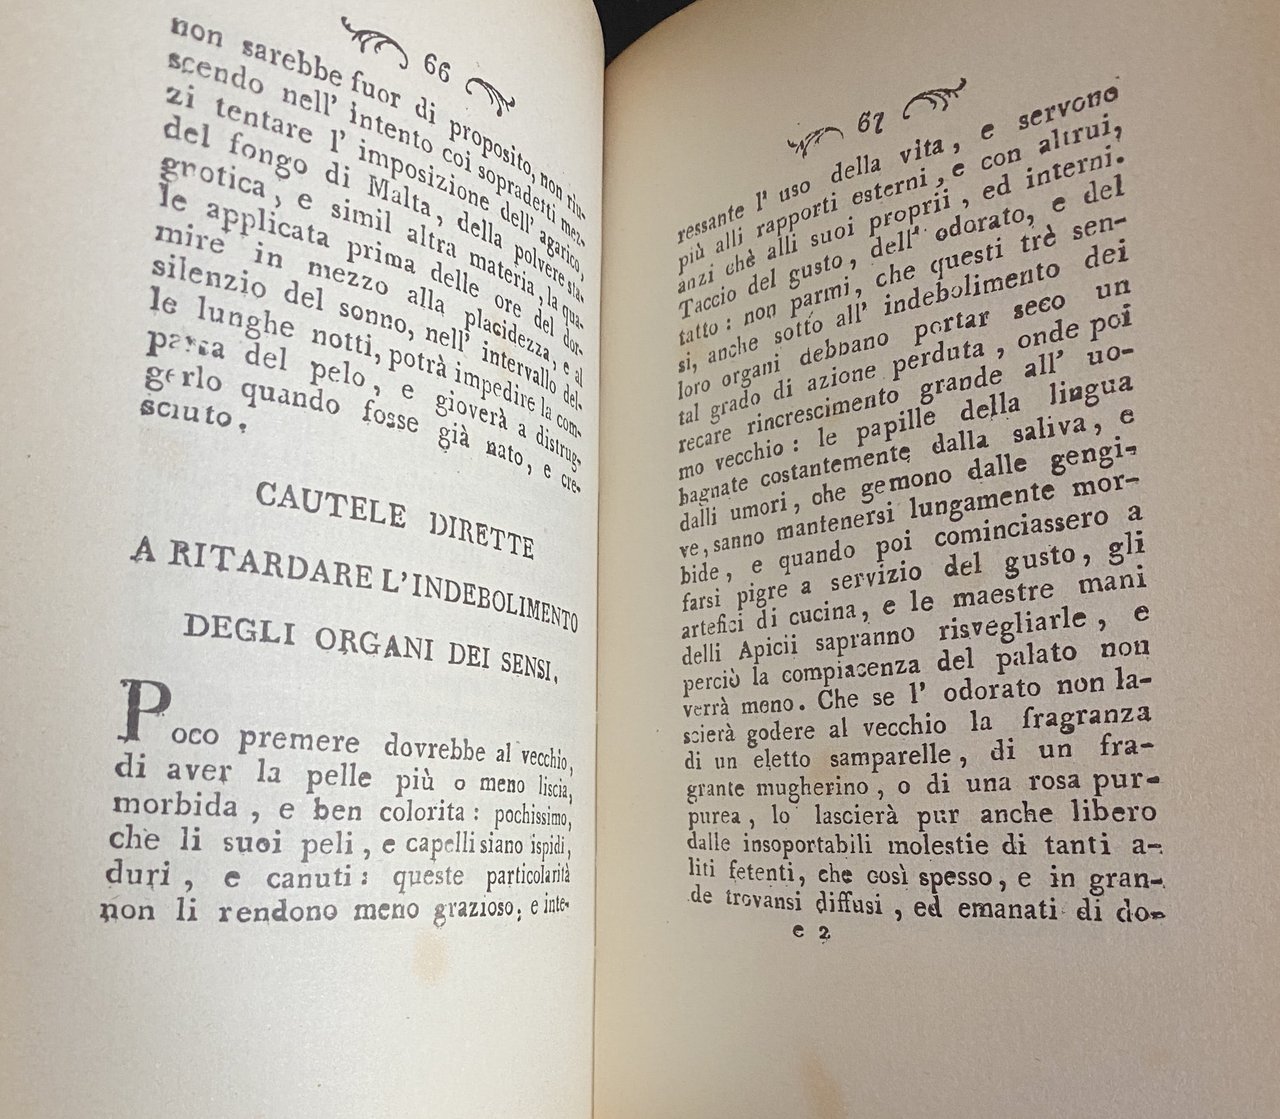 66
non sarebbe fuor di proposito, non riu-
scendo nell' intento coi sopradetti mez-
zi tentare l' imposizione dell' agarico,
del fongo di Malta, della polvere sta-
grotica, e simil altra materia, la qua-
le applicata prima delle ore del dor-
mire in mezzo alla placidezza, e al
silenzio del sonno, nell' intervallo del-
le lunghe notti, potrà impedire la com-
parsa del pelo, e gioverà a distrug-
gerlo quando fosse già nato, e cre-
sciuto.
CAUTELE DIRETTE
A RITARDARE L'INDEBOLIMENTO
DEGLI ORGANI DEI SENSI.
Poco premere dovrebbe al vecchio,
di aver la pelle più o meno liscia,
morbida, e ben colorita: pochissimo,
che li suoi peli, e capelli siano ispidi,
duri, e canuti: queste particolarità
non li rendono meno grazioso; e inte-
67
ressante l' uso della vita, e servono
più alli rapporti esterni, e con altrui,
anzi chè alli suoi proprii, ed interni.
Taccio del gusto, dell' odorato, e del
tatto: non parmi, che questi trè sen-
si, anche sotto all' indebolimento dei
loro organi debbano portar seco un
tal grado di azione perduta, onde poi
recare rincrescimento grande all' uo-
mo vecchio: le papille della lingua
bagnate costantemente dalla saliva, e
dalli umori, che gemono dalle gengi-
ve, sanno mantenersi lungamente mor-
bide, e quando poi cominciassero a
farsi pigre a servizio del gusto, gli
artefici di cucina, e le maestre mani
delli Apicii sapranno risvegliarle, e
perciò la compiacenza del palato non
verrà meno. Che se l' odorato non la-
scierà godere al vecchio la fragranza
di un eletto samparelle, di un fra-
grante mugherino, o di una rosa pur-
purea, lo lascierà pur anche libero
dalle insoportabili molestie di tanti a-
liti fetenti, che così spesso, e in gran-
de trovansi diffusi, ed emanati di do-
e 2